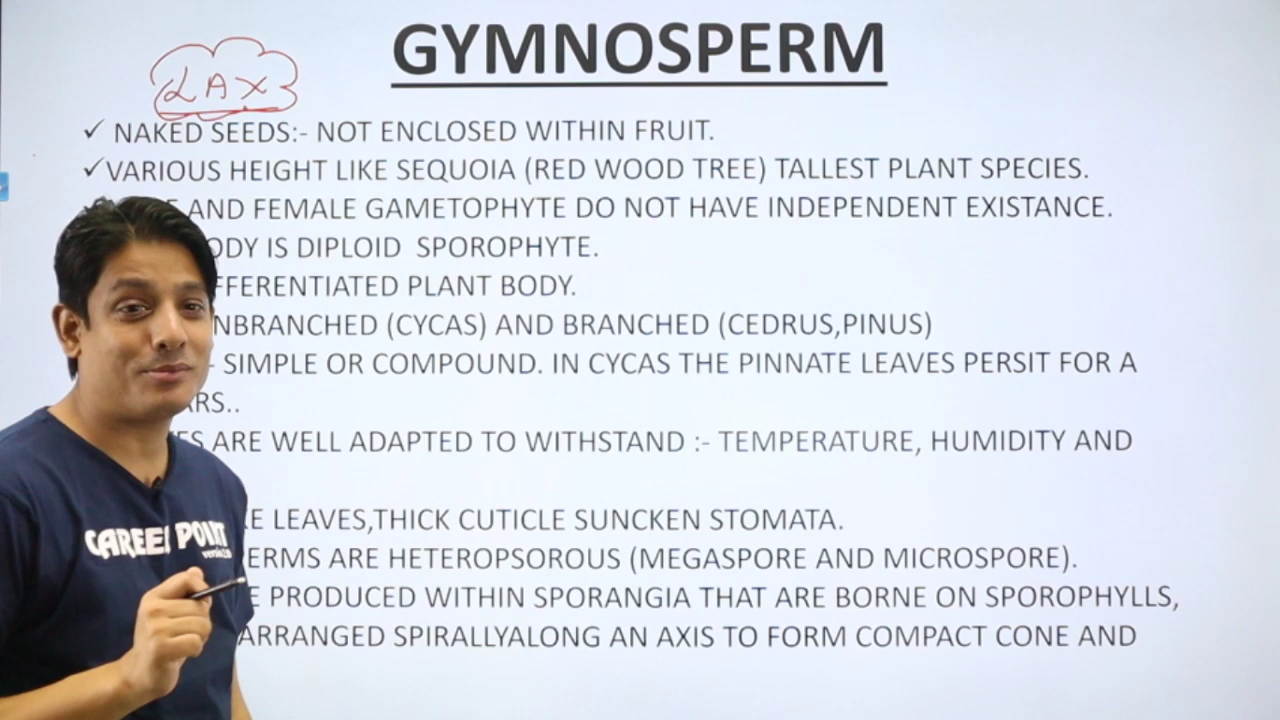 GYMNOSPERM
LAX
✓ NAKED SEEDS:- NOT ENCLOSED WITHIN FRUIT.
✓VARIOUS HEIGHT LIKE SEQUOIA (RED WOOD TREE) TALLEST PLANT SPECIES.
AND FEMALE GAMETOPHYTE DO NOT HAVE INDEPENDENT EXISTANCE.
ODY IS DIPLOID SPOROPHYTE.
FFERENTIATED PLANT BODY.
NBRANCHED (CYCAS) AND BRANCHED (CEDRUS,PINUS)
- SIMPLE OR COMPOUND. IN CYCAS THE PINNATE LEAVES PERSIT FOR A
ARS..
ES ARE WELL ADAPTED TO WITHSTAND :- TEMPERATURE, HUMIDITY AND
E LEAVES,THICK CUTICLE SUNCKEN STOMATA.
ERMS ARE HETEROPSOROUS (MEGASPORE AND MICROSPORE).
E PRODUCED WITHIN SPORANGIA THAT ARE BORNE ON SPOROPHYLLS,
ARRANGED SPIRALLYALONG AN AXIS TO FORM COMPACT CONE AND
CAREER POINT